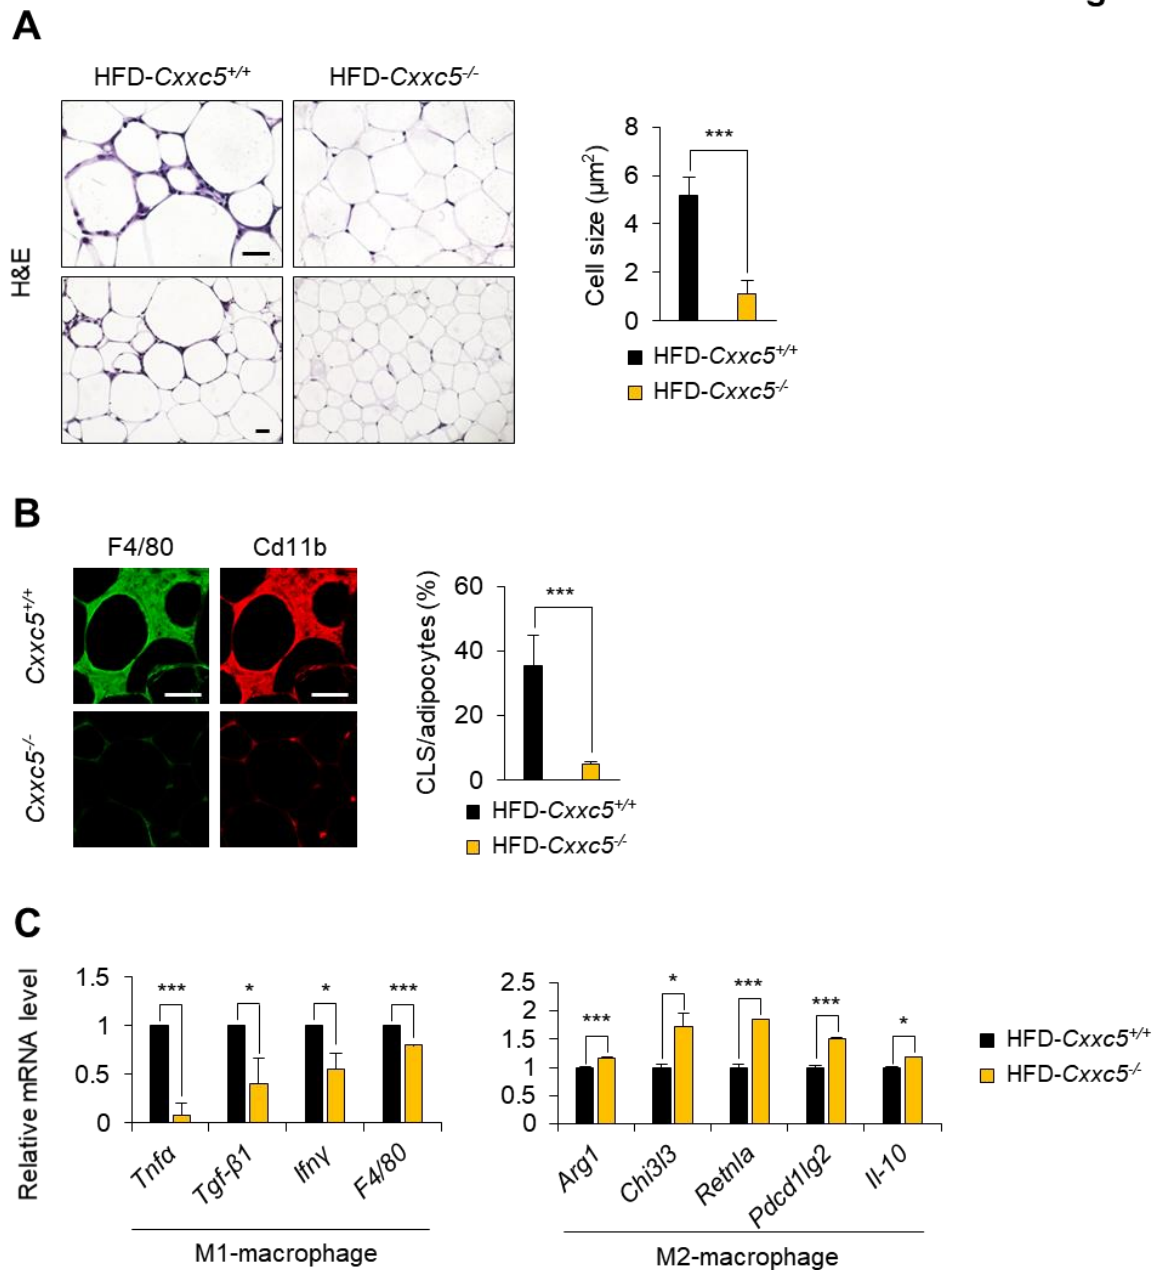 g
A
HFD-Cxxc5+/+
HFD-Cxxc5-/-
H&E
Cell size (µm2)
8
6
4
2
0
***
HFD-Cxxc5+/+
HFD-Cxxc5-/-
B
F4/80
Cd11b
Cxxc5+/+
Cxxc5-/-
CLS/adipocytes (%)
60
40
20
0
***
HFD-Cxxc5+/+
HFD-Cxxc5-/-
C
Relative mRNA level
1.5
1
0.5
0
***
*
*
***
Tnfα
Tgf-β1
Ifnγ
F4/80
M1-macrophage
2.5
2
1.5
1
0.5
0
***
*
***
***
*
Arg1
Chi3l3
Retnla
Pdcd1lg2
Il-10
M2-macrophage
HFD-Cxxc5+/+
HFD-Cxxc5-/-